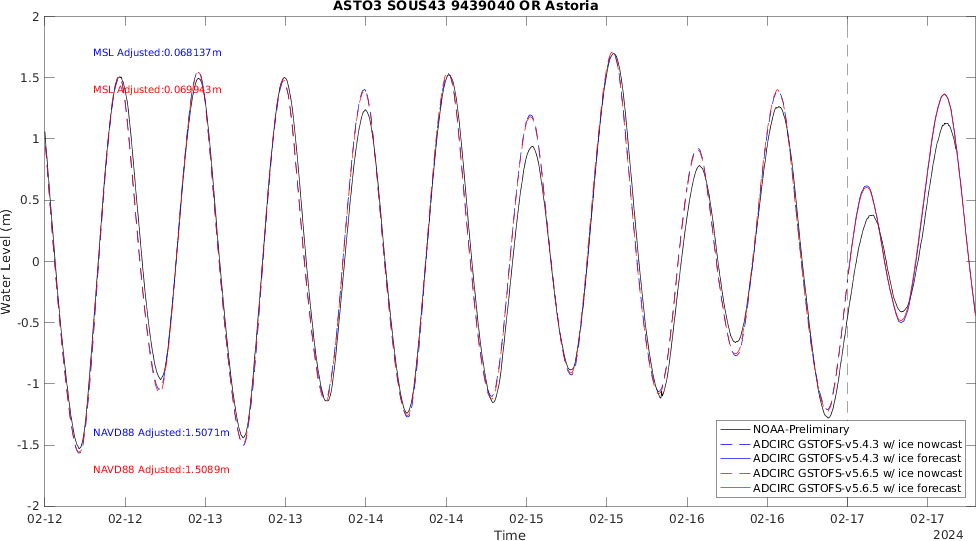 ASTO3 SOUS43 9439040 OR Astoria
2
1.5
1
0.5
0
-0.5
-1
-1.5
-2
Water Level (m)
MSL Adjusted:0.068137m
MSL Adjusted:0.069943m
NAVD88 Adjusted:1.5071m
NAVD88 Adjusted:1.5089m
NOAA-Preliminary
ADCIRC GSTOFS-v5.4.3 w/ ice nowcast
ADCIRC GSTOFS-v5.4.3 w/ ice forecast
ADCIRC GSTOFS-v5.6.5 w/ ice nowcast
ADCIRC GSTOFS-v5.6.5 w/ ice forecast
02-12 02-12 02-13 02-13 02-14 02-14 02-15 02-15 02-16 02-16 02-17 02-17
Time
2024